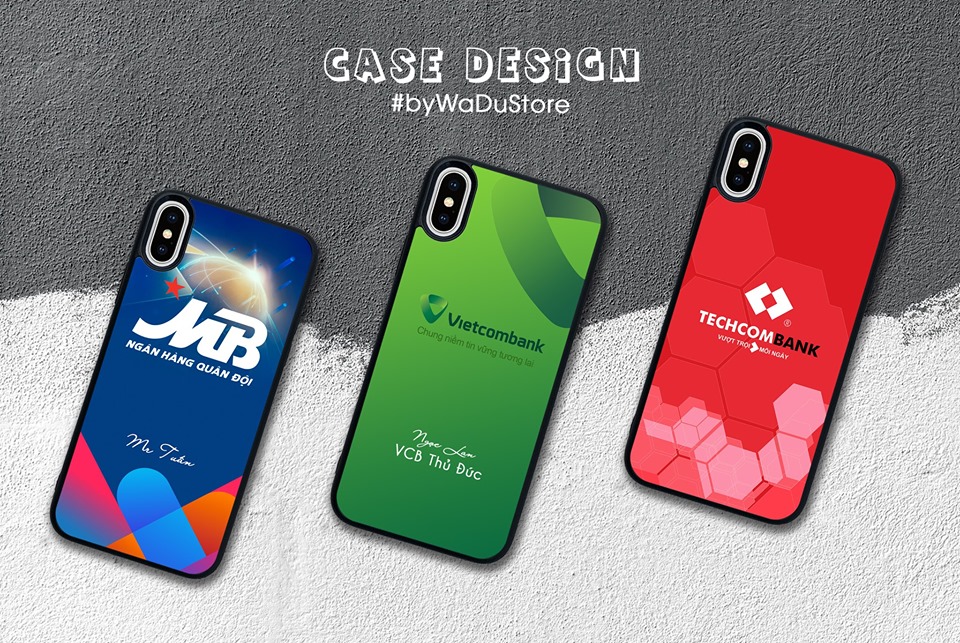 CASE DESiGN
#byWaDuStore
MB
NGÂN HÀNG QUÂN ĐỘI
Mr Tuấn
Vietcombank
Chung niềm tin vững tương lai
Ngọc Lan
VCB Thủ Đức
TECHCOMBANK
®
VƯỢT TRỘI MỖI NGÀY